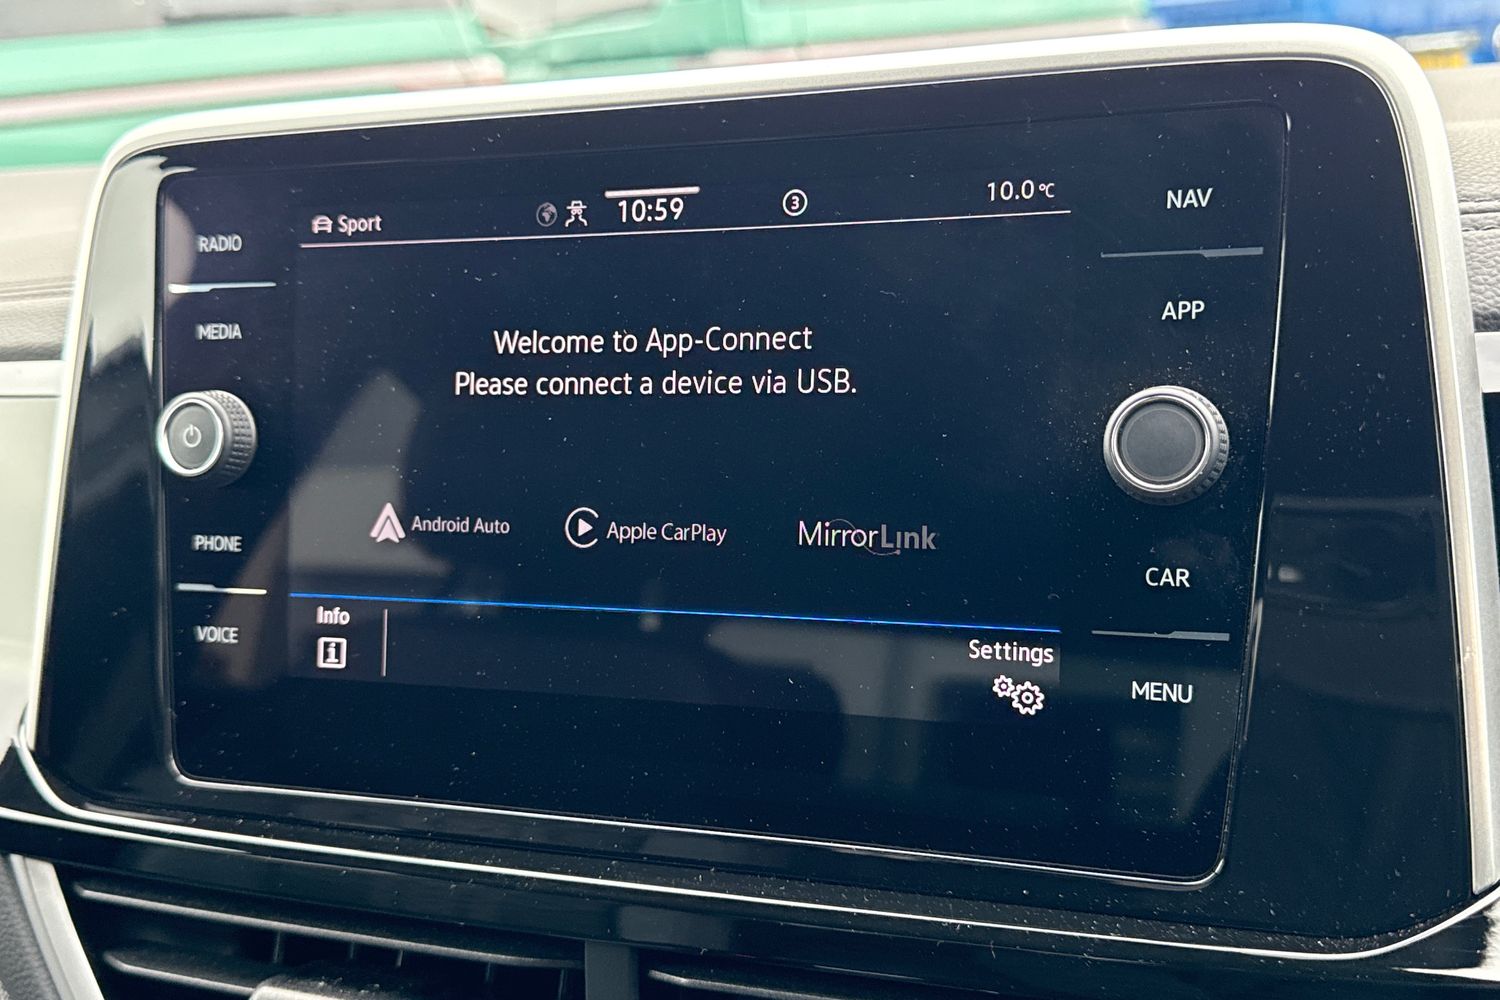 Sport 10:59 3 10.0°C
RADIO
MEDIA
PHONE
VOICE
Welcome to App-Connect
Please connect a device via USB.
Android Auto Apple CarPlay MirrorLink
Info
i
Settings
NAV
APP
CAR
MENU